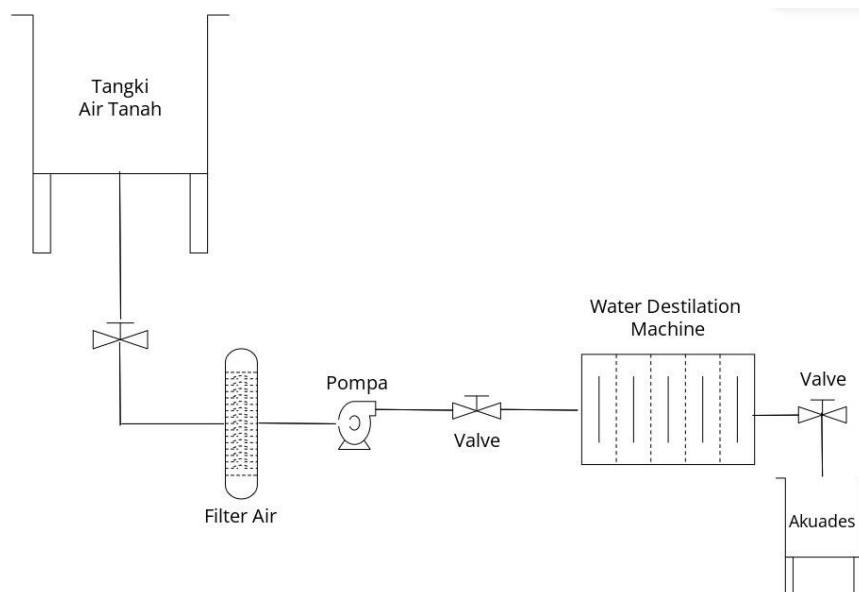 Tangki
Air Tanah
Water Destilation
Machine
Pompa
Valve
Valve
Filter Air
Akuades